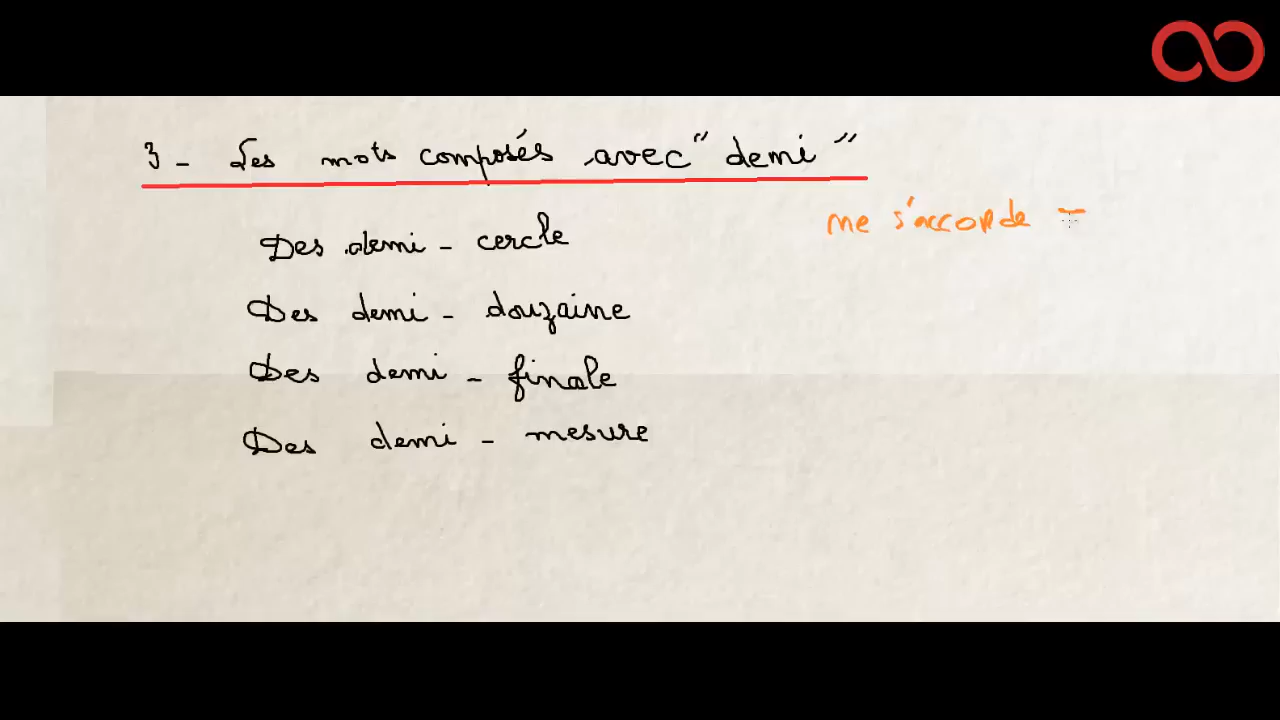 3 - Les mots composés avec "demi"
ne s'accorde
Des demi - cercle
Des demi - douzaine
Des demi - finale
Des demi - mesure